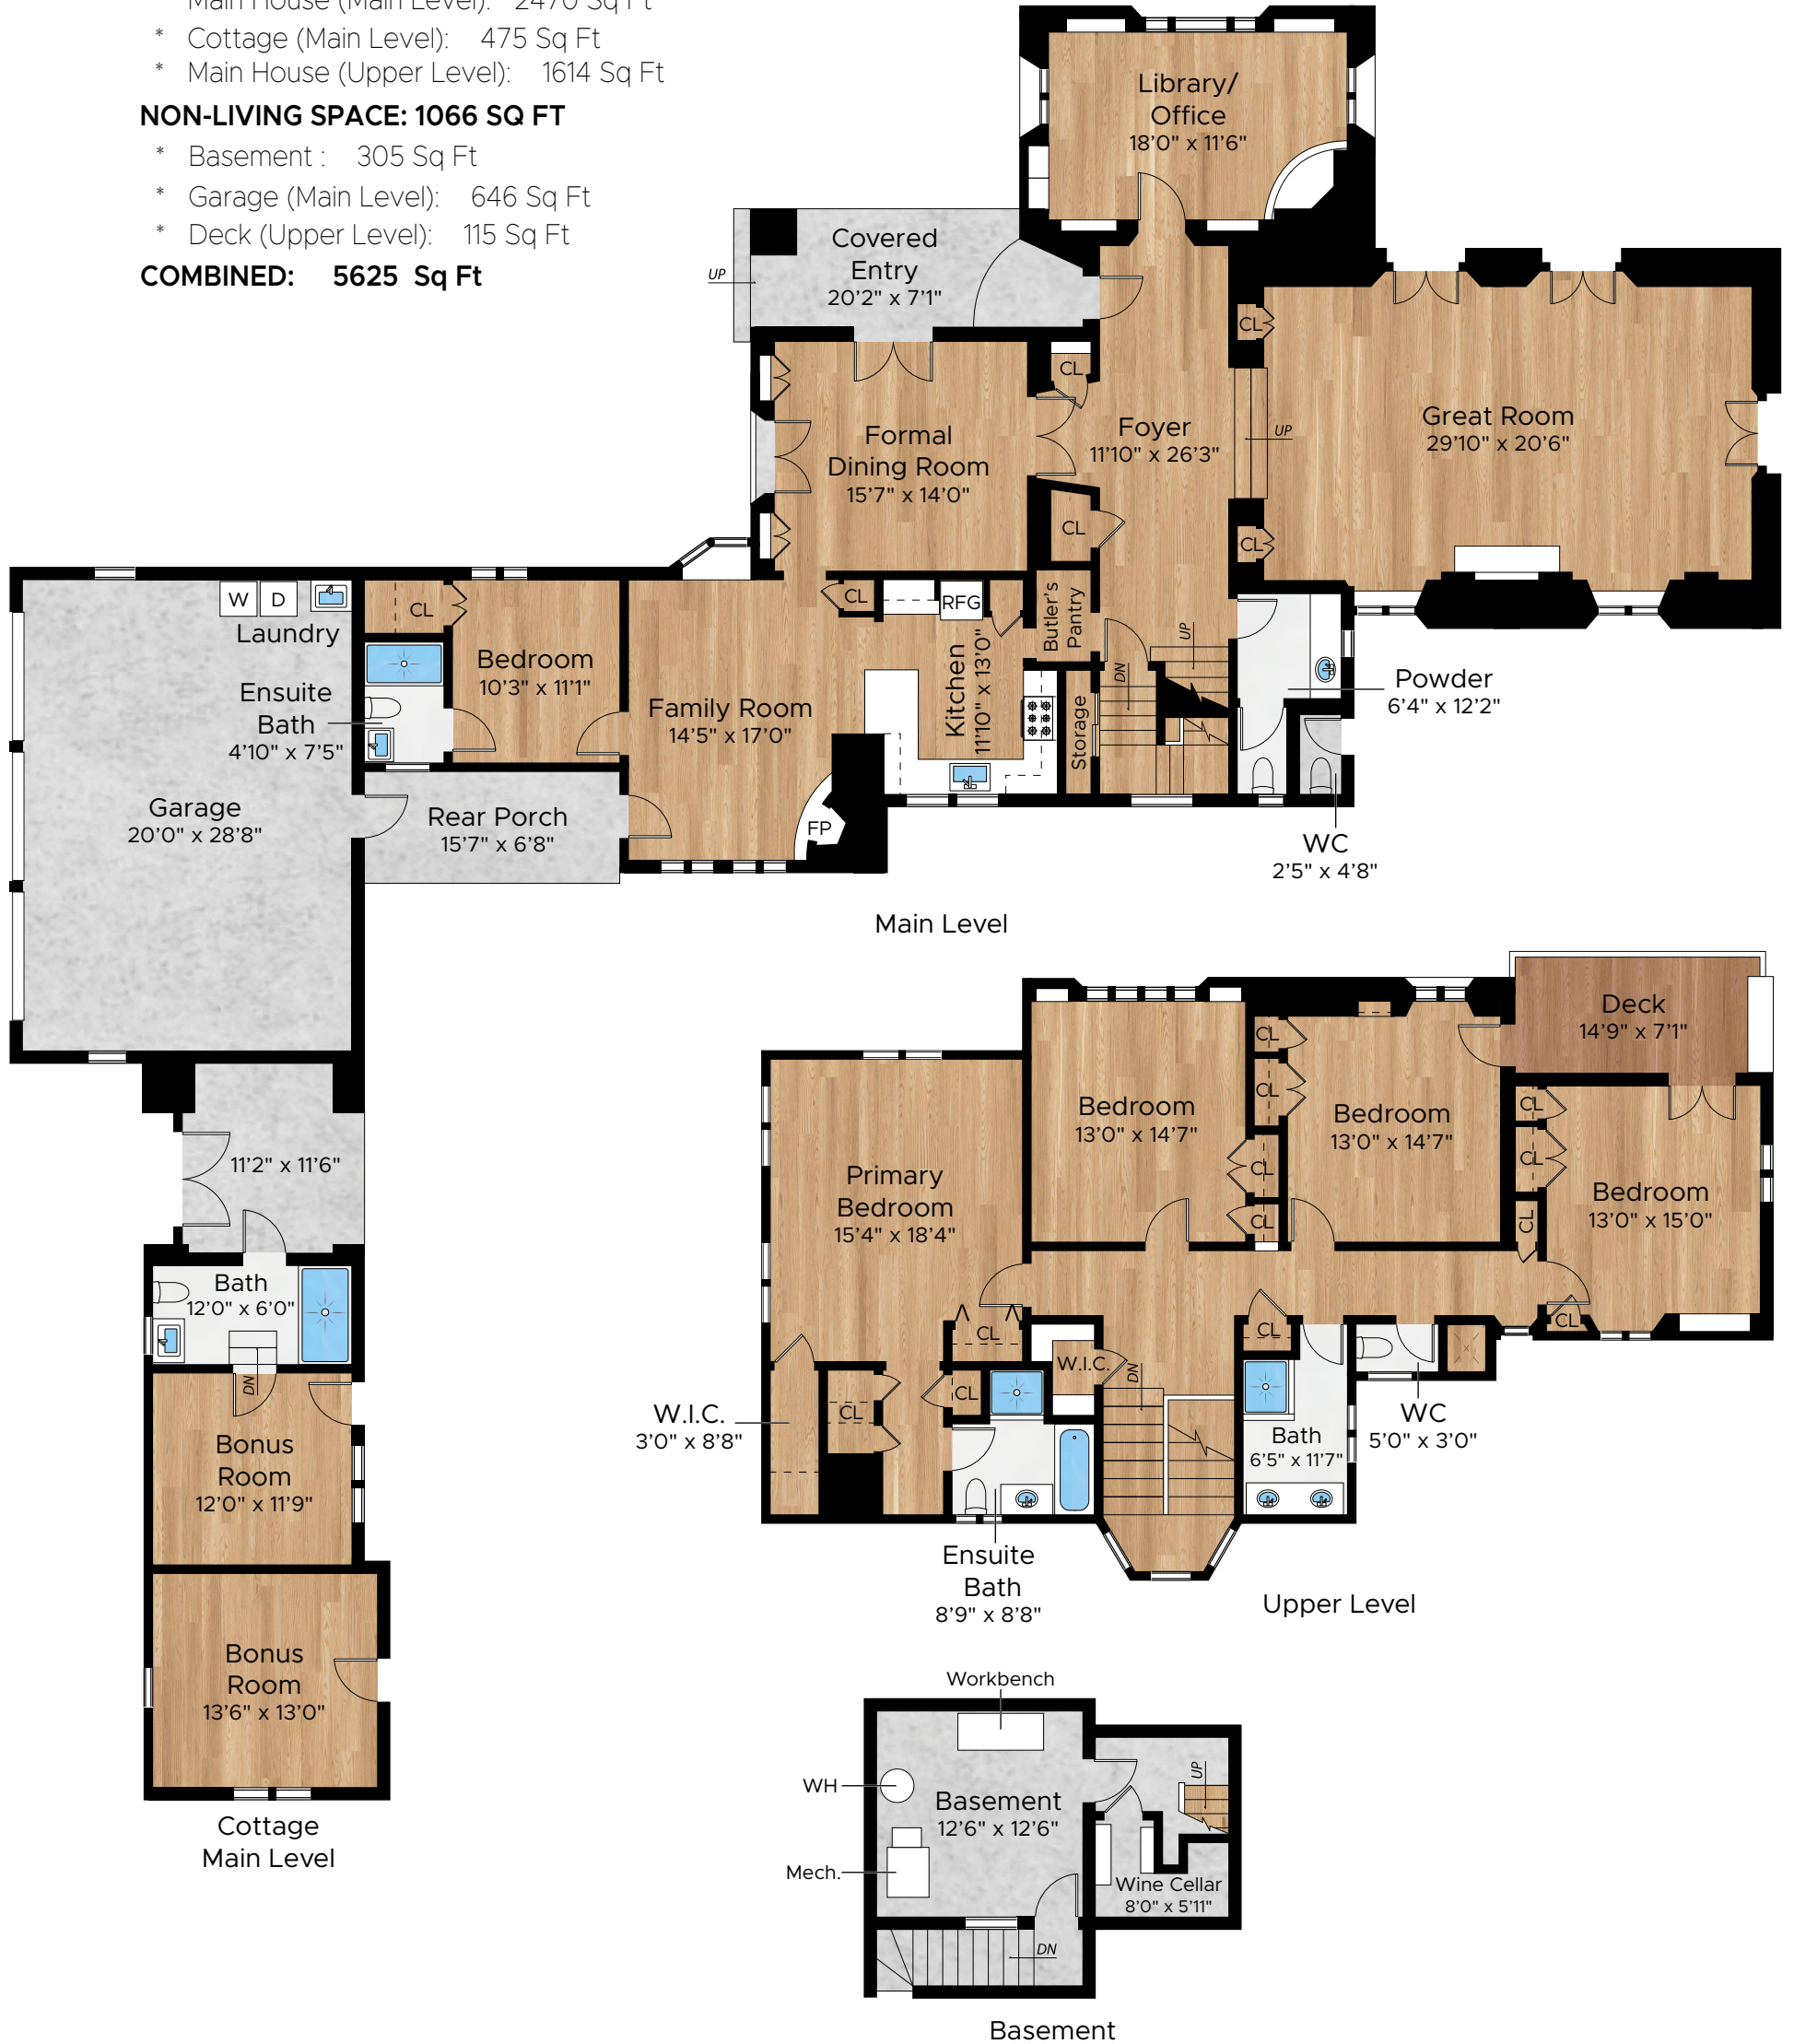 Main House (Main Level): 2470 Sq Ft
* Cottage (Main Level): 475 Sq Ft
* Main House (Upper Level): 1614 Sq Ft
NON-LIVING SPACE: 1066 SQ FT
* Basement : 305 Sq Ft
* Garage (Main Level): 646 Sq Ft
* Deck (Upper Level): 115 Sq Ft
COMBINED: 5625 Sq Ft
Library/
Office
18'0" x 11'6"
Covered
Entry
20'2" x 7'1"
UP
CL
CL
Foyer
11'10" x 26'3"
UP
Great Room
29'10" x 20'6"
Formal
Dining Room
15'7" x 14'0"
CL
CL
W
D
Laundry
CL
Bedroom
10'3" x 11'1"
Ensuite
Bath
4'10" x 7'5"
CL
RFG
Butler's
Pantry
Kitchen
11'10" x 13'0"
Family Room
14'5" x 17'0"
Storage
DN
UP
Powder
6'4" x 12'2"
Garage
20'0" x 28'8"
Rear Porch
15'7" x 6'8"
FP
WC
2'5" x 4'8"
Main Level
11'2" x 11'6"
Bath
12'0" x 6'0"
DN
Bonus
Room
12'0" x 11'9"
Bonus
Room
13'6" x 13'0"
Cottage
Main Level
Deck
14'9" x 7'1"
CL
CL
Bedroom
13'0" x 14'7"
Bedroom
13'0" x 14'7"
CL
CL
CL
CL
CL
Bedroom
13'0" x 15'0"
Primary
Bedroom
15'4" x 18'4"
CL
CL
CL
W.I.C.
DN
CL
CL
W.I.C.
3'0" x 8'8"
WC
5'0" x 3'0"
Bath
6'5" x 11'7"
Ensuite
Bath
8'9" x 8'8"
Upper Level
Workbench
WH
Basement
12'6" x 12'6"
UP
Mech.
Wine Cellar
8'0" x 5'11"
DN
Basement